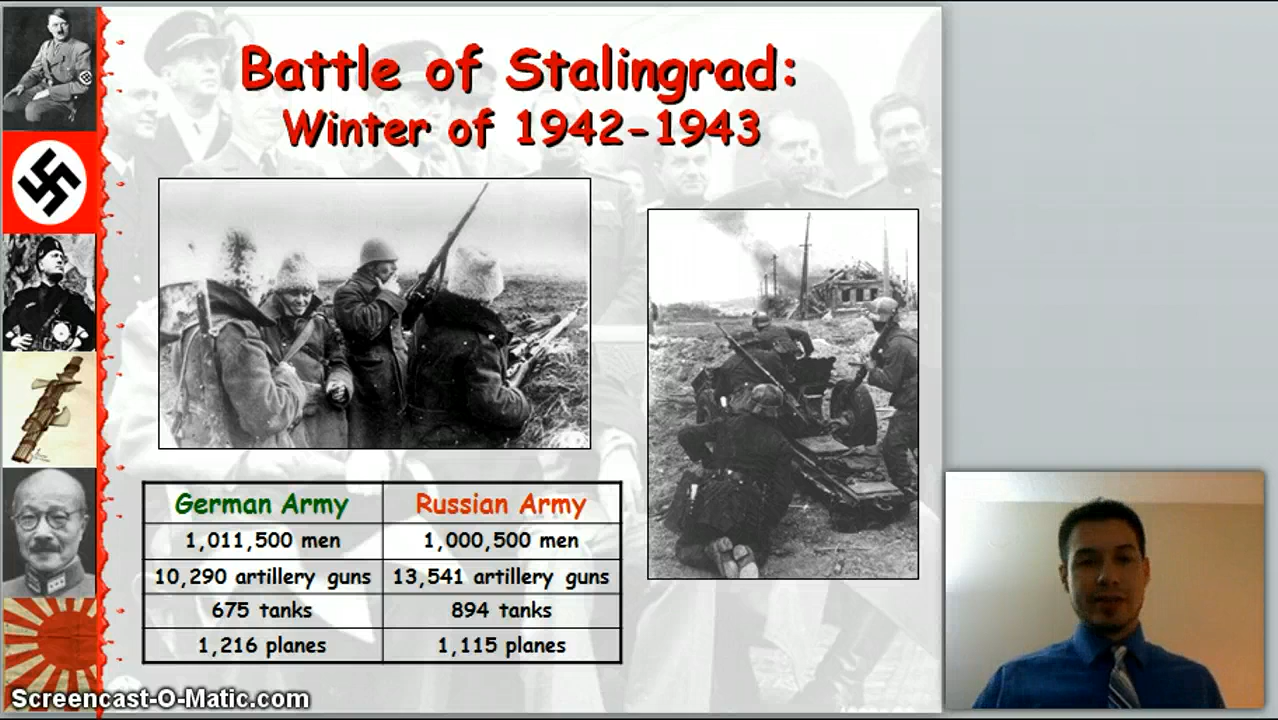 Battle of Stalingrad:
Winter of 1942-1943
German Army Russian Army
1,011,500 men 1,000,500 men
10,290 artillery guns 13,541 artillery guns
675 tanks 894 tanks
1,216 planes 1,115 planes
Screencast-O-Matic.com